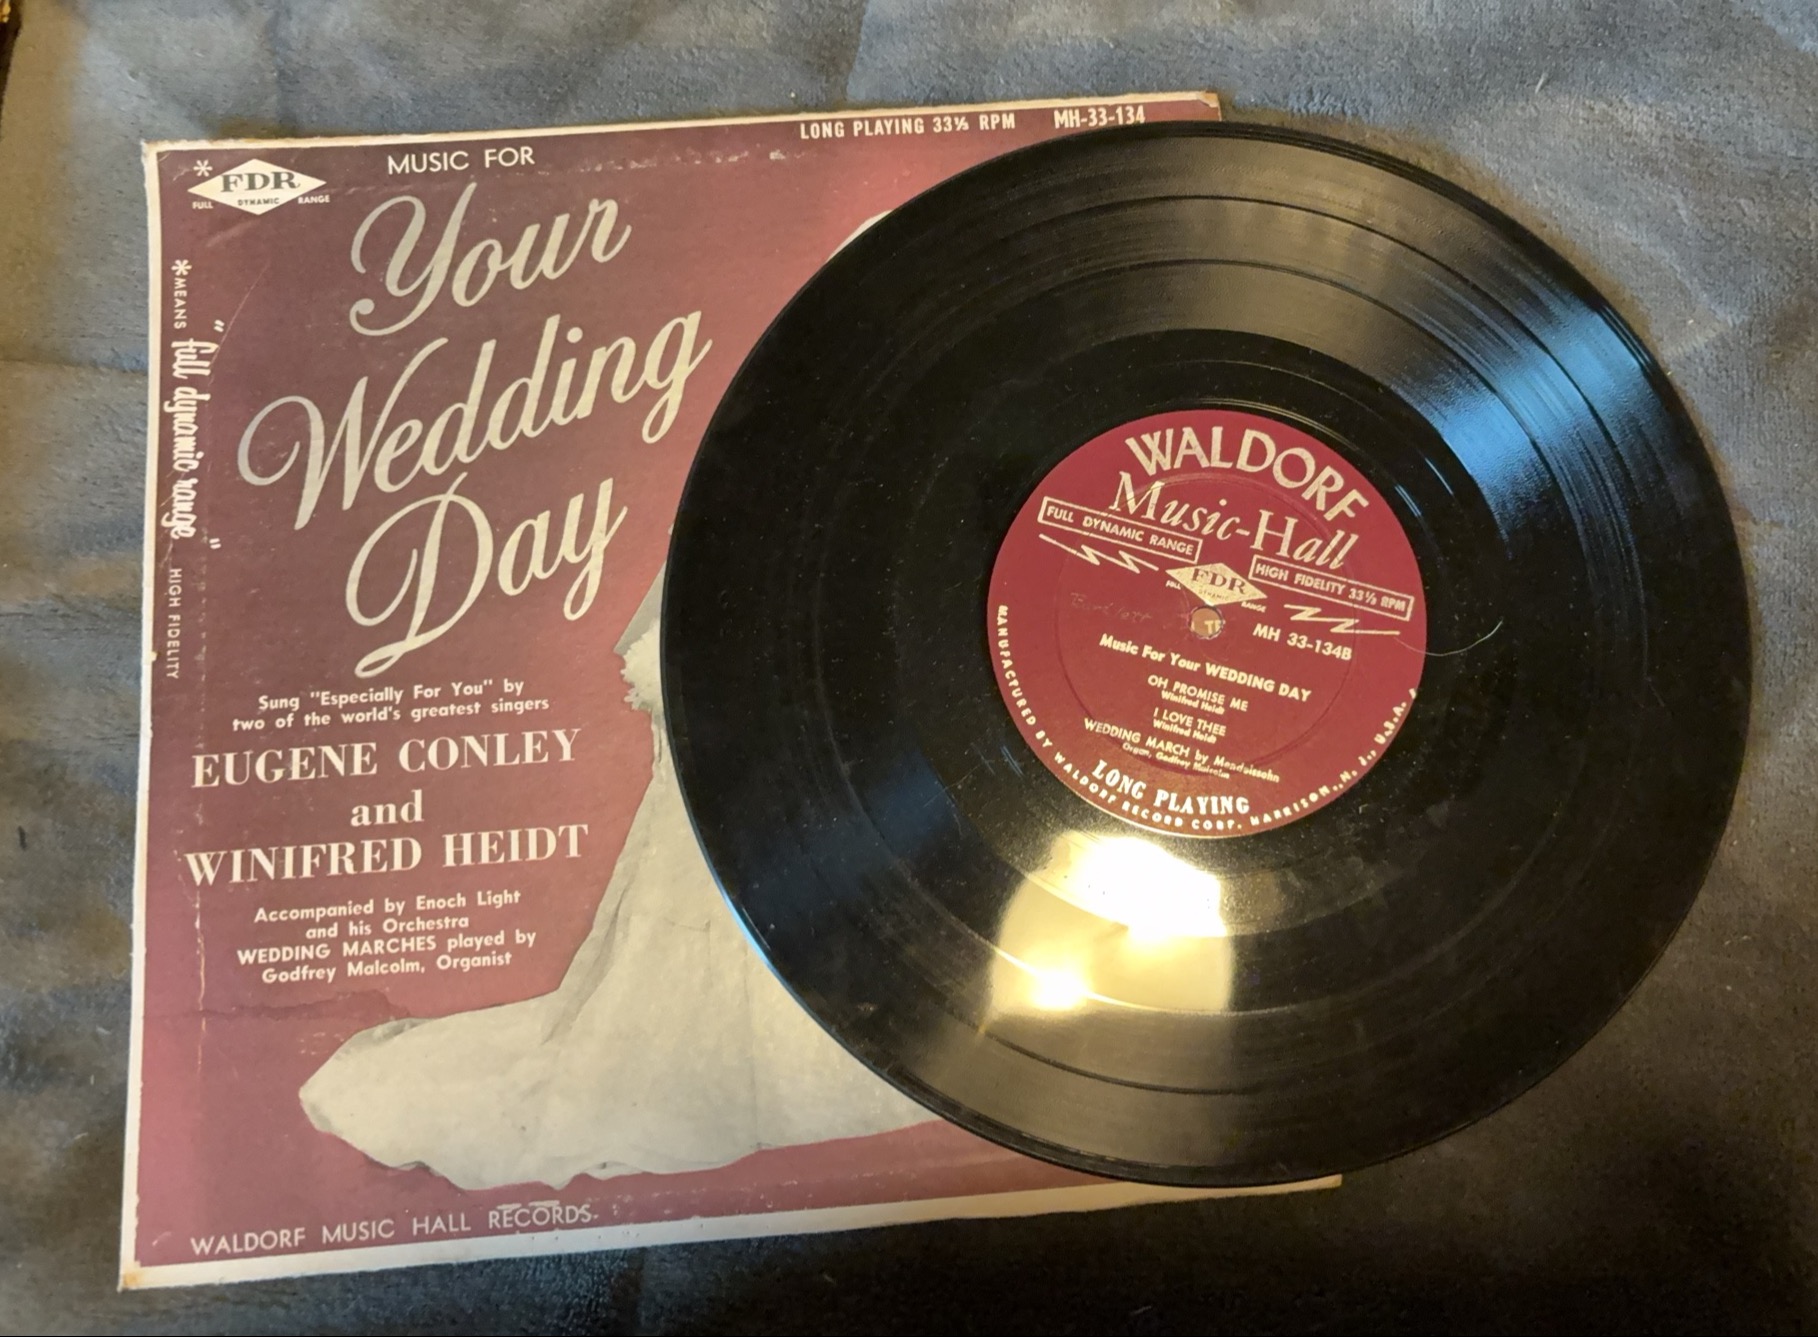 LONG PLAYING 33⅓ RPM MH-33-134
*
FDR
FULL DYNAMIC RANGE
MUSIC FOR
Your
Wedding
Day
*MEANS "full dynamic range" HIGH FIDELITY
Sung "Especially For You" by
two of the world's greatest singers
EUGENE CONLEY
and
WINIFRED HEIDT
Accompanied by Enoch Light
and his Orchestra
WEDDING MARCHES played by
Godfrey Malcolm, Organist
WALDORF MUSIC HALL RECORDS
WALDORF
Music-Hall
FULL DYNAMIC RANGE
HIGH FIDELITY 33⅓ RPM
FDR
FULL DYNAMIC RANGE
MH 33-134B
Music For Your WEDDING DAY
OH PROMISE ME
Winifred Heidt
I LOVE THEE
Winifred Heidt
WEDDING MARCH by Mendelssohn
Organ, Godfrey Malcolm
LONG PLAYING
MANUFACTURED BY WALDORF RECORD CORP. HARRISON, N. J., U.S.A.